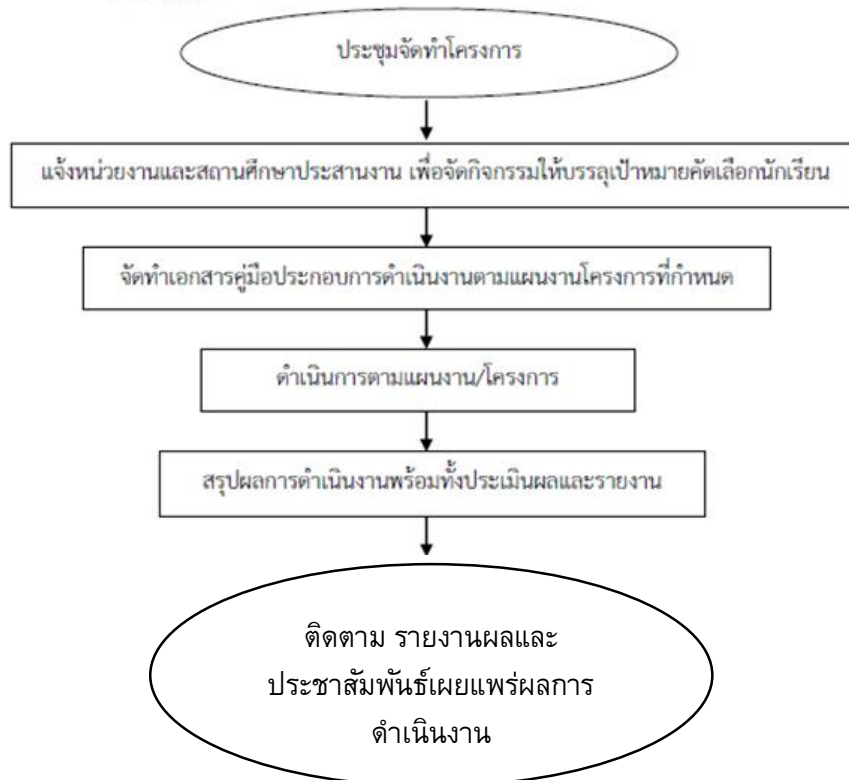 ประชุมจัดทำโครงการ
แจ้งหน่วยงานและสถานศึกษาประสานงาน เพื่อจัดกิจกรรมให้บรรลุเป้าหมายคัดเลือกนักเรียน
จัดทำเอกสารคู่มือประกอบการดำเนินงานตามแผนงานโครงการที่กำหนด
ดำเนินการตามแผนงาน/โครงการ
สรุปผลการดำเนินงานพร้อมทั้งประเมินผลและรายงาน
ติดตาม รายงานผลและ
ประชาสัมพันธ์เผยแพร่ผลการ
ดำเนินงาน